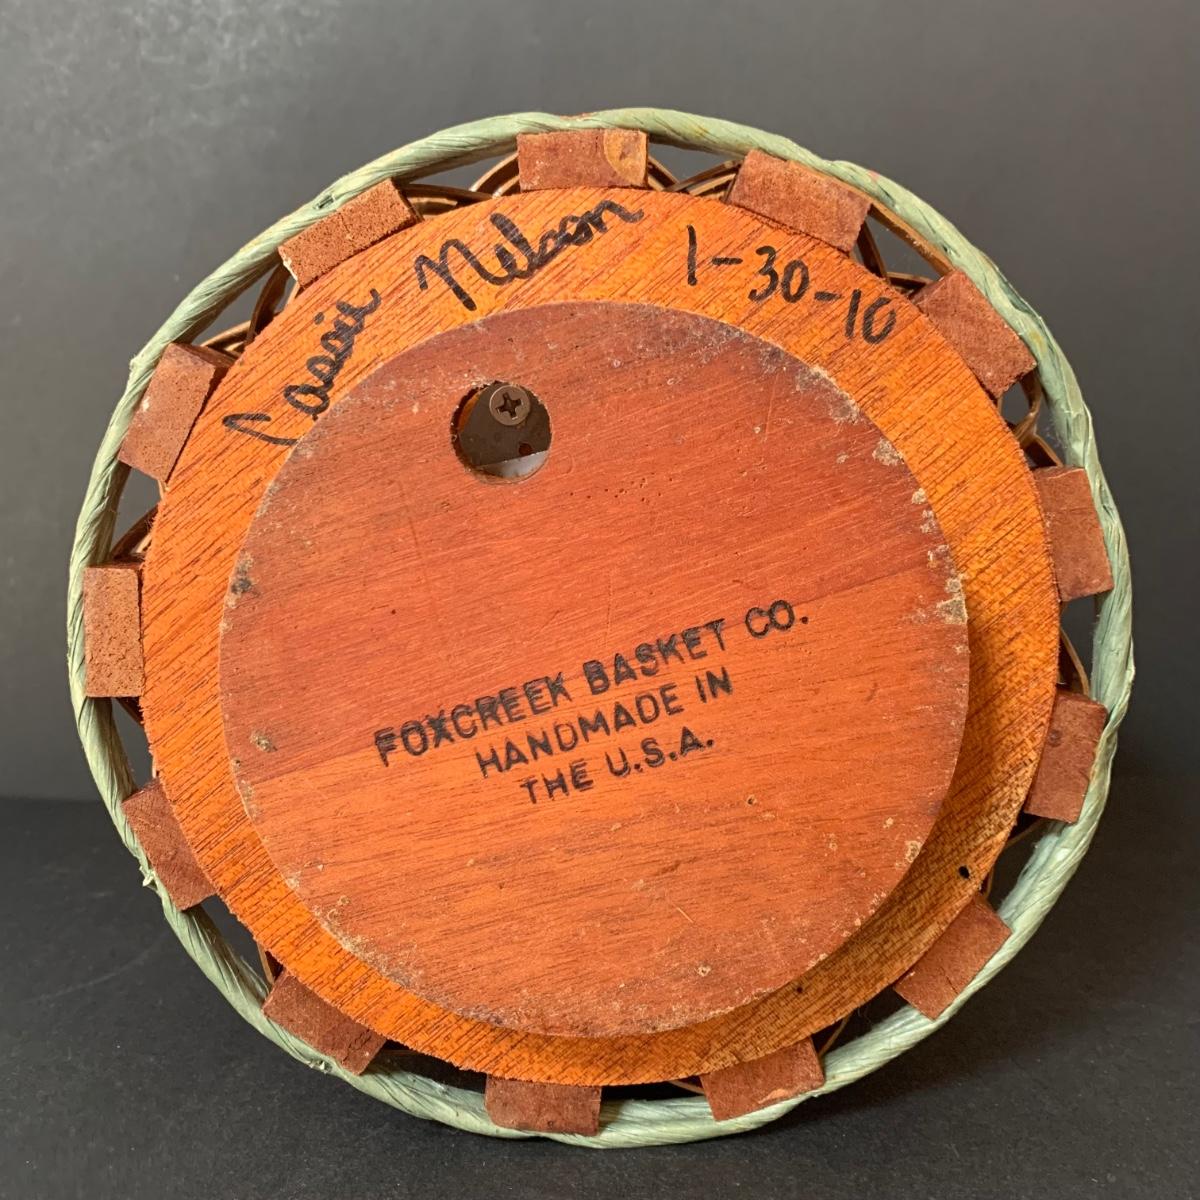 Cassie Nelson 1-30-10
FOXCREEK BASKET CO.
HANDMADE IN
THE U.S.A.